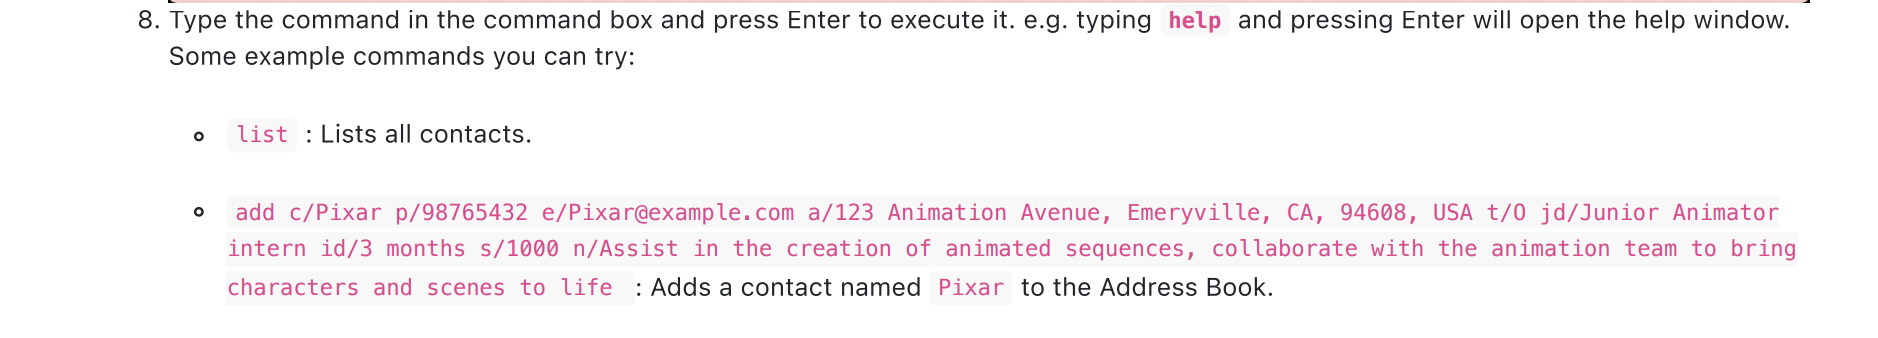 8. Type the command in the command box and press Enter to execute it. e.g. typing help and pressing Enter will open the help window.
Some example commands you can try:
list : Lists all contacts.
add c/Pixar p/98765432 e/Pixar@example.com a/123 Animation Avenue, Emeryville, CA, 94608, USA t/O jd/Junior Animator
intern id/3 months s/1000 n/Assist in the creation of animated sequences, collaborate with the animation team to bring
characters and scenes to life : Adds a contact named Pixar to the Address Book.